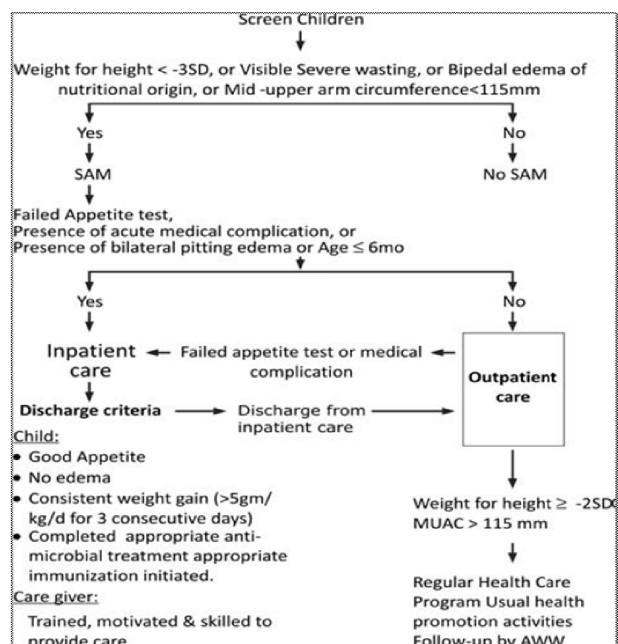 Screen Children
Weight for height < -3SD, or Visible Severe wasting, or Bipedal edema of
nutritional origin, or Mid -upper arm circumference<115mm
Yes
No
SAM
No SAM
Failed Appetite test,
Presence of acute medical complication, or
Presence of bilateral pitting edema or Age ≤ 6mo
Yes
No
Inpatient
care
Failed appetite test or medical
complication
Outpatient
care
Discharge criteria
Discharge from
inpatient care
Child:
• Good Appetite
• No edema
• Consistent weight gain (>5gm/
kg/d for 3 consecutive days)
• Completed appropriate anti-
microbial treatment appropriate
immunization initiated.
Care giver:
Trained, motivated & skilled to
provide care
Weight for height ≥ -2SD
MUAC > 115 mm
Regular Health Care
Program Usual health
promotion activities
Follow-up by AWW